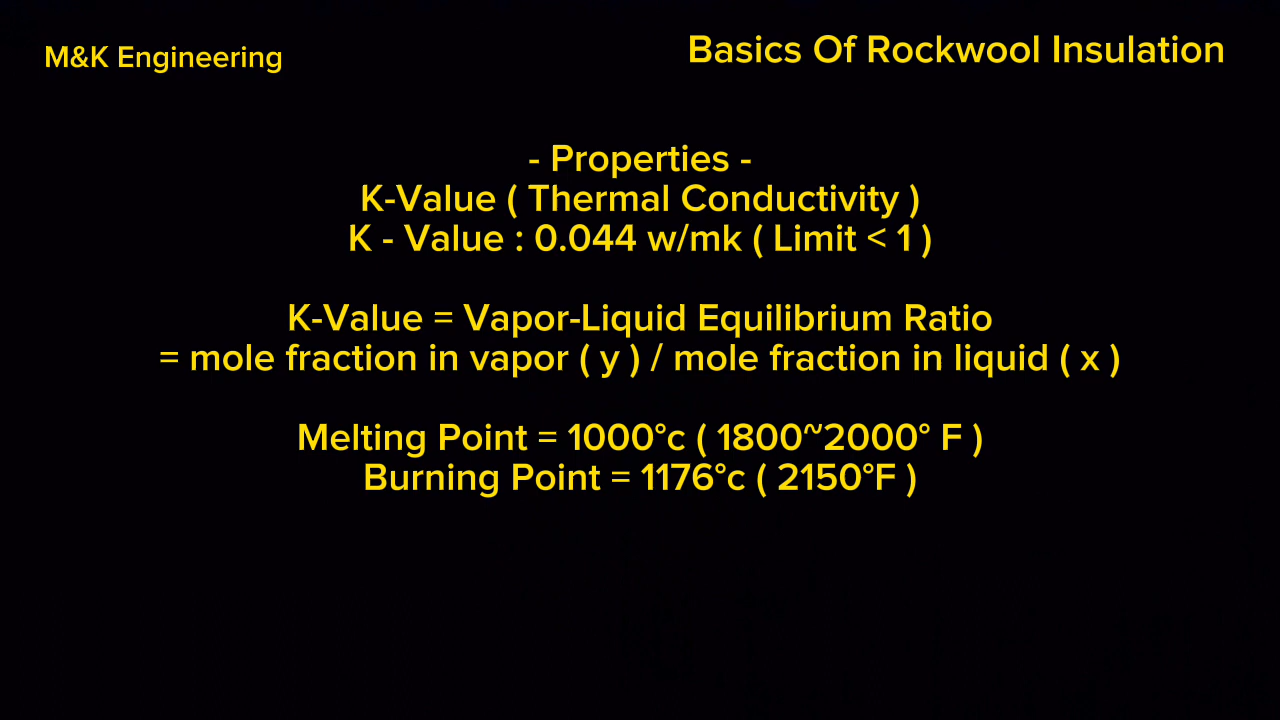 M&K Engineering
Basics Of Rockwool Insulation
- Properties -
K-Value ( Thermal Conductivity )
K - Value : 0.044 w/mk ( Limit < 1 )
K-Value = Vapor-Liquid Equilibrium Ratio
= mole fraction in vapor ( y ) / mole fraction in liquid ( x )
Melting Point = 1000°c ( 1800~2000° F )
Burning Point = 1176°c ( 2150°F )